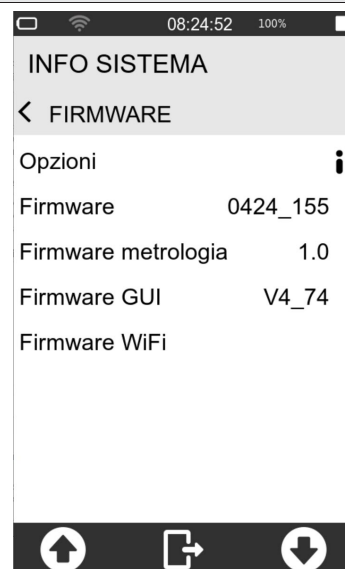 08:24:52 100%
INFO SISTEMA
FIRMWARE
Opzioni
Firmware 0424_155
Firmware metrologia 1.0
Firmware GUI V4_74
Firmware WiFi